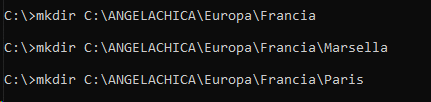 C:\>mkdir C:\ANGELACHICA\Europa\Francia
C:\>mkdir C:\ANGELACHICA\Europa\Francia\Marsella
C:\>mkdir C:\ANGELACHICA\Europa\Francia\Paris